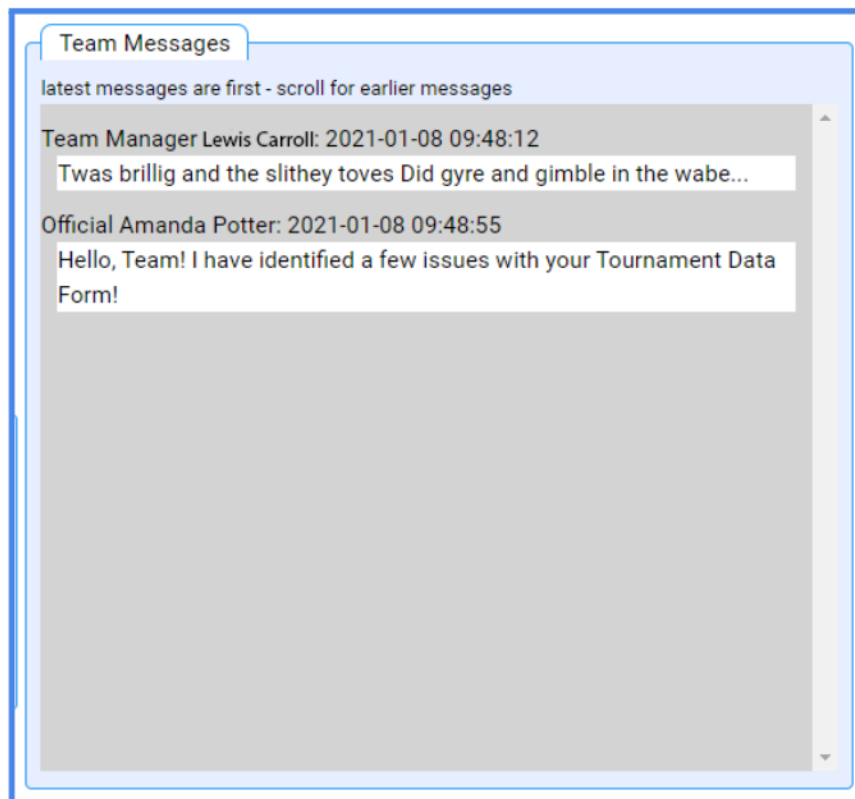 Team Messages
latest messages are first - scroll for earlier messages
Team Manager Lewis Carroll: 2021-01-08 09:48:12
Twas brillig and the slithey toves Did gyre and gimble in the wabe...
Official Amanda Potter: 2021-01-08 09:48:55
Hello, Team! I have identified a few issues with your Tournament Data
Form!